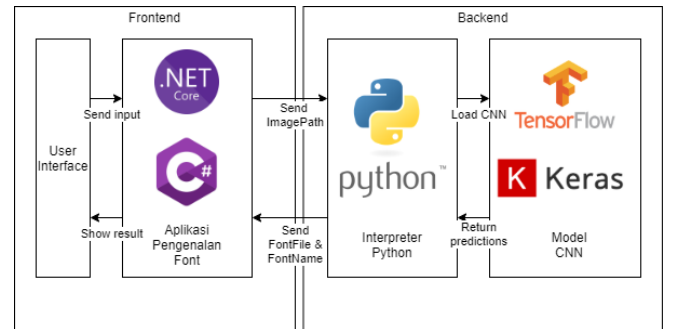 Frontend
Backend
User
Interface
Send input
Show result
.NET
Core
C#
Aplikasi
Pengenalan
Font
Send
ImagePath
Send
FontFile &
FontName
python™
Interpreter
Python
Load CNN
Return
predictions
TensorFlow
K Keras
Model
CNN